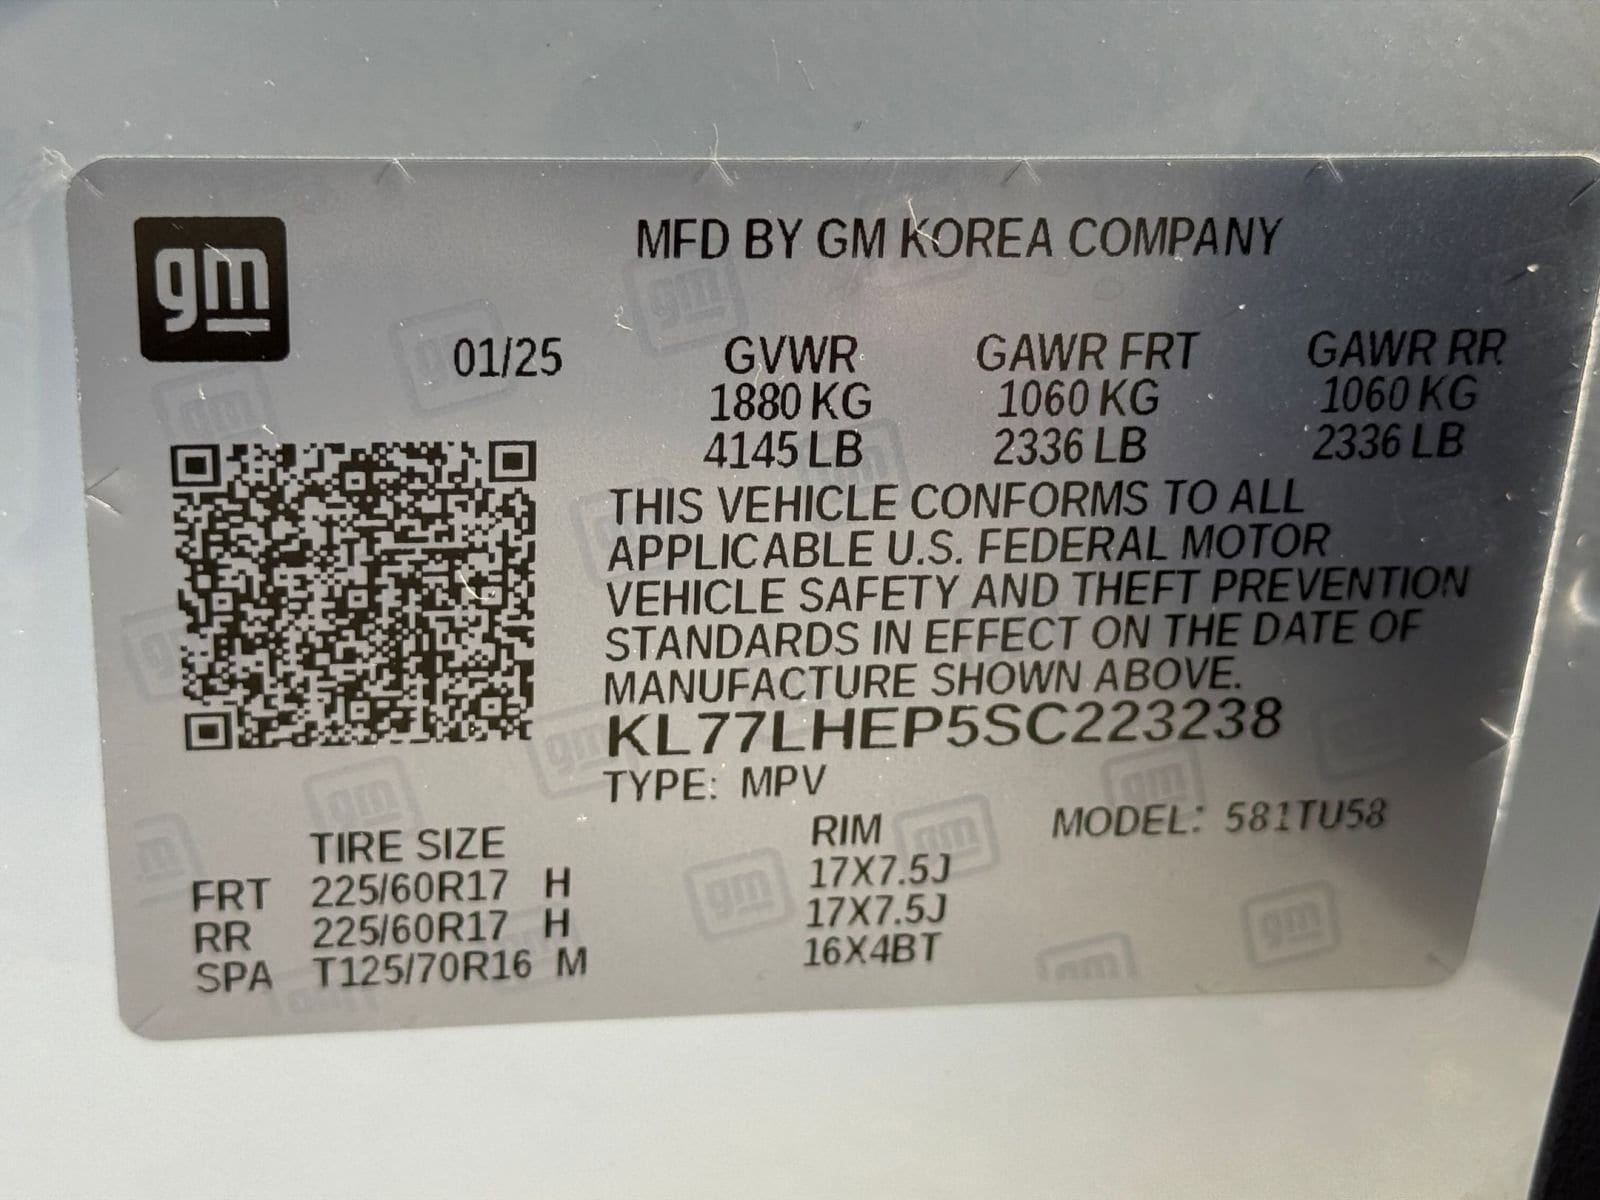 gm
MFD BY GM KOREA COMPANY
01/25 GVWR GAWR FRT GAWR RR
1880 KG 1060 KG 1060 KG
4145 LB 2336 LB 2336 LB
THIS VEHICLE CONFORMS TO ALL
APPLICABLE U.S. FEDERAL MOTOR
VEHICLE SAFETY AND THEFT PREVENTION
STANDARDS IN EFFECT ON THE DATE OF
MANUFACTURE SHOWN ABOVE.
KL77LHEP5SC223238
TYPE: MPV
TIRE SIZE RIM MODEL: 581TU58
FRT 225/60R17 H 17X7.5J
RR 225/60R17 H 17X7.5J
SPA T125/70R16 M 16X4BT